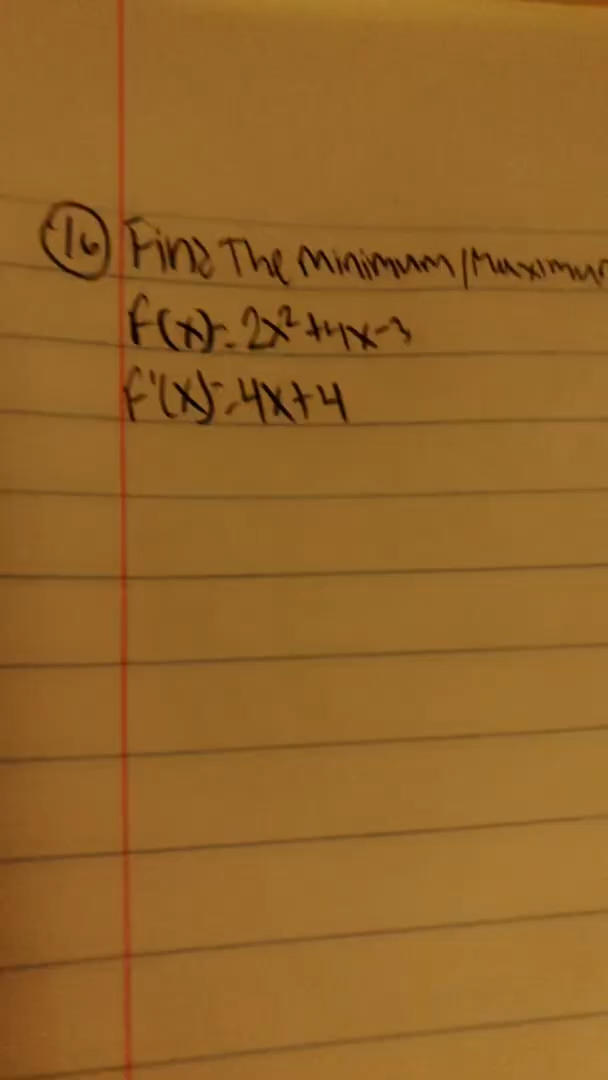 16 Find The Minimum/Maximum
f(x)= 2x²+4x-3
f'(x)= 4x+4